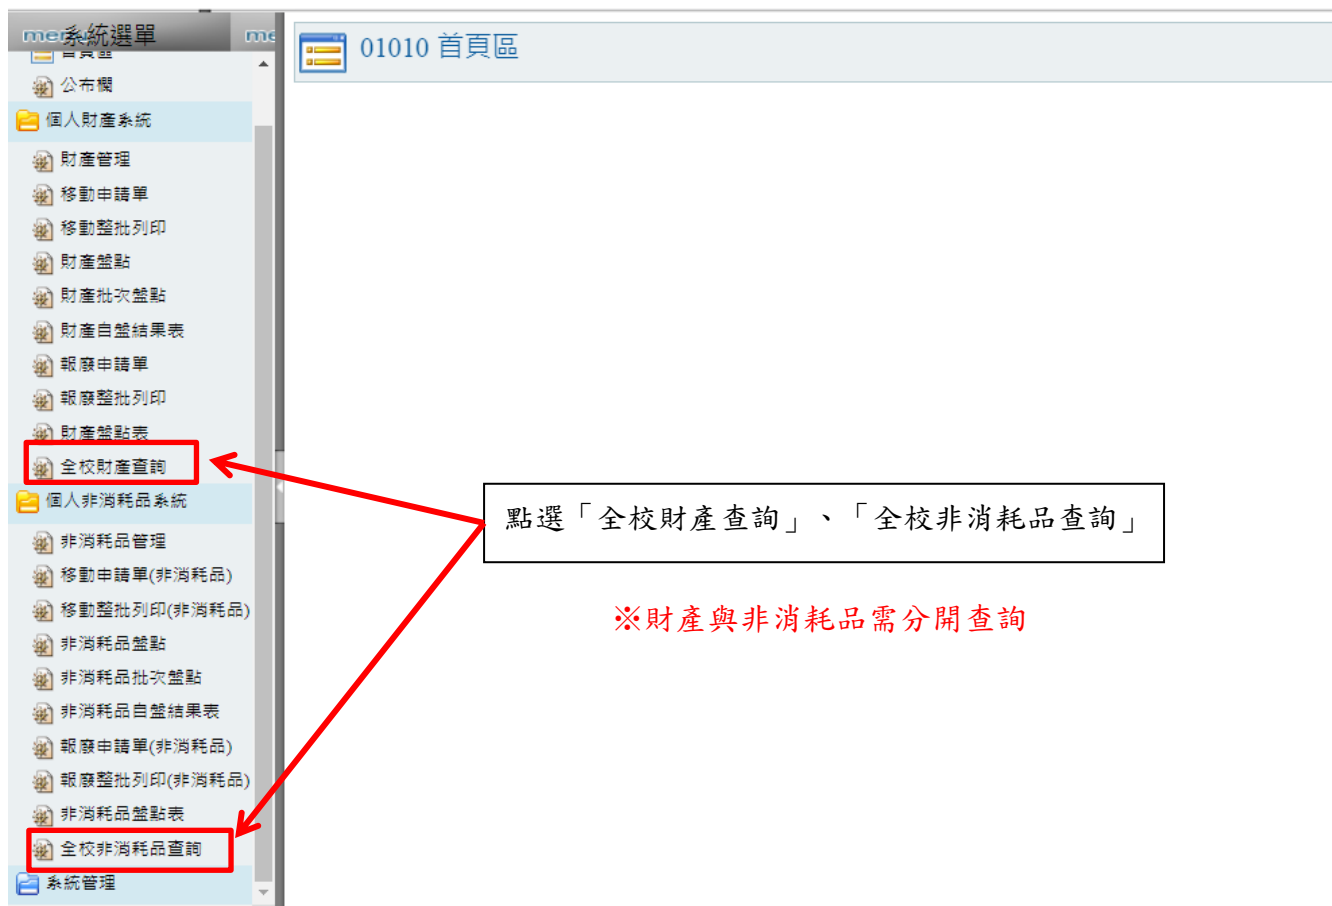 menu系統選單
me
首頁區
公布欄
個人財產系統
財產管理
移動申請單
移動整批列印
財產盤點
財產批次盤點
財產自盤結果表
報廢申請單
報廢整批列印
財產盤點表
全校財產查詢
個人非消耗品系統
非消耗品管理
移動申請單(非消耗品)
移動整批列印(非消耗品)
非消耗品盤點
非消耗品批次盤點
非消耗品自盤結果表
報廢申請單(非消耗品)
報廢整批列印(非消耗品)
非消耗品盤點表
全校非消耗品查詢
系統管理
01010 首頁區
點選「全校財產查詢」、「全校非消耗品查詢」
※財產與非消耗品需分開查詢